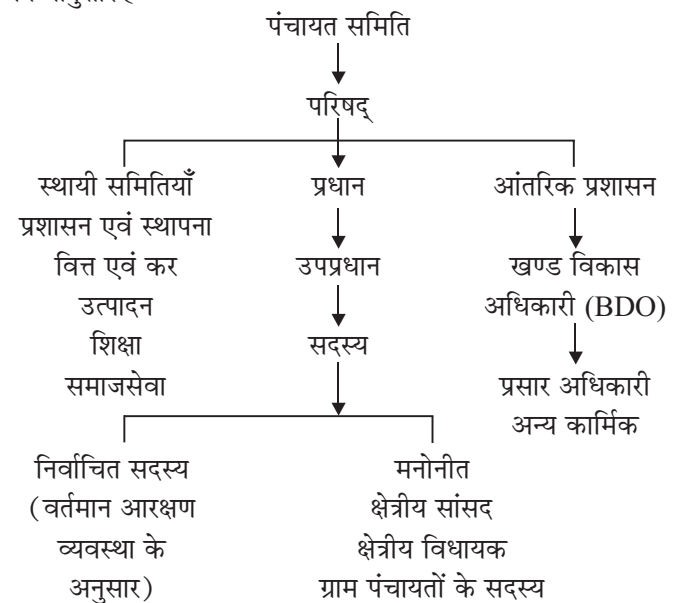 पंचायत समिति
परिषद्
स्थायी समितियाँ
प्रशासन एवं स्थापना
वित्त एवं कर
उत्पादन
शिक्षा
समाजसेवा
प्रधान
उपप्रधान
सदस्य
आंतरिक प्रशासन
खण्ड विकास
अधिकारी (BDO)
प्रसार अधिकारी
अन्य कार्मिक
निर्वाचित सदस्य
(वर्तमान आरक्षण
व्यवस्था के
अनुसार)
मनोनीत
क्षेत्रीय सांसद
क्षेत्रीय विधायक
ग्राम पंचायतों के सदस्य